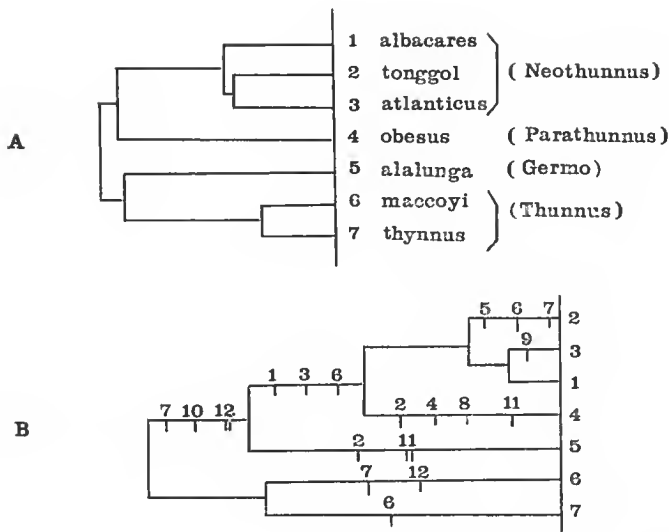 1 albacares
2 tonggol (Neothunnus)
3 atlanticus
A
4 obesus (Parathunnus)
5 alalunga (Germo)
6 maccoyi (Thunnus)
7 thynnus
5 6 7 2
9 3
1 3 6 1
2 4 8 11 4
7 10 12
B
2 11 5
7 12 6
6 7